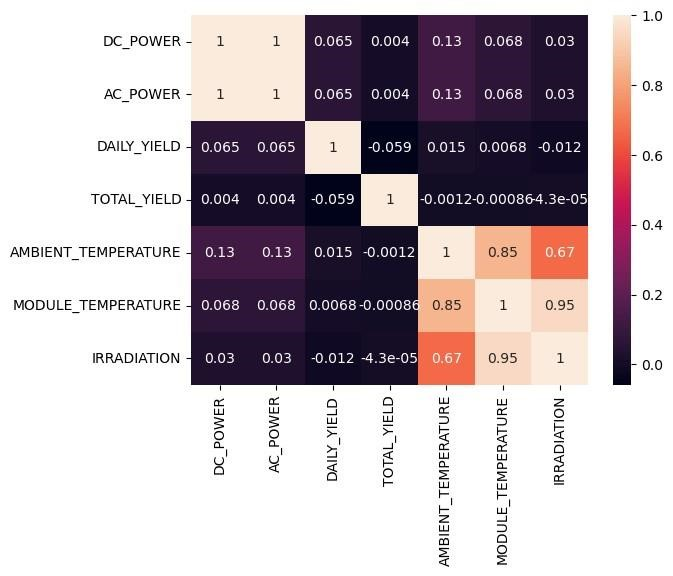 DC_POWER 1 1 0.065 0.004 0.13 0.068 0.03
AC_POWER 1 1 0.065 0.004 0.13 0.068 0.03
DAILY_YIELD 0.065 0.065 1 -0.059 0.015 0.0068 -0.012
TOTAL_YIELD 0.004 0.004 -0.059 1 -0.0012 -0.00086 -4.3e-05
AMBIENT_TEMPERATURE 0.13 0.13 0.015 -0.0012 1 0.85 0.67
MODULE_TEMPERATURE 0.068 0.068 0.0068 -0.00086 0.85 1 0.95
IRRADIATION 0.03 0.03 -0.012 -4.3e-05 0.67 0.95 1
DC_POWER
AC_POWER
DAILY_YIELD
TOTAL_YIELD
AMBIENT_TEMPERATURE
MODULE_TEMPERATURE
IRRADIATION
1.0
0.8
0.6
0.4
0.2
0.0